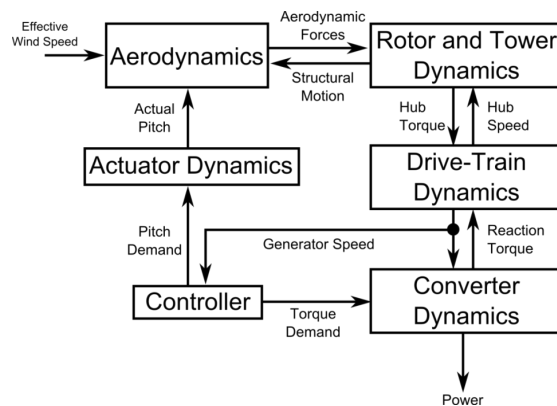 Effective
Wind Speed
Aerodynamics
Aerodynamic
Forces
Structural
Motion
Rotor and Tower
Dynamics
Actual
Pitch
Hub
Torque
Hub
Speed
Actuator Dynamics
Drive-Train
Dynamics
Pitch
Demand
Generator Speed
Reaction
Torque
Controller
Torque
Demand
Converter
Dynamics
Power